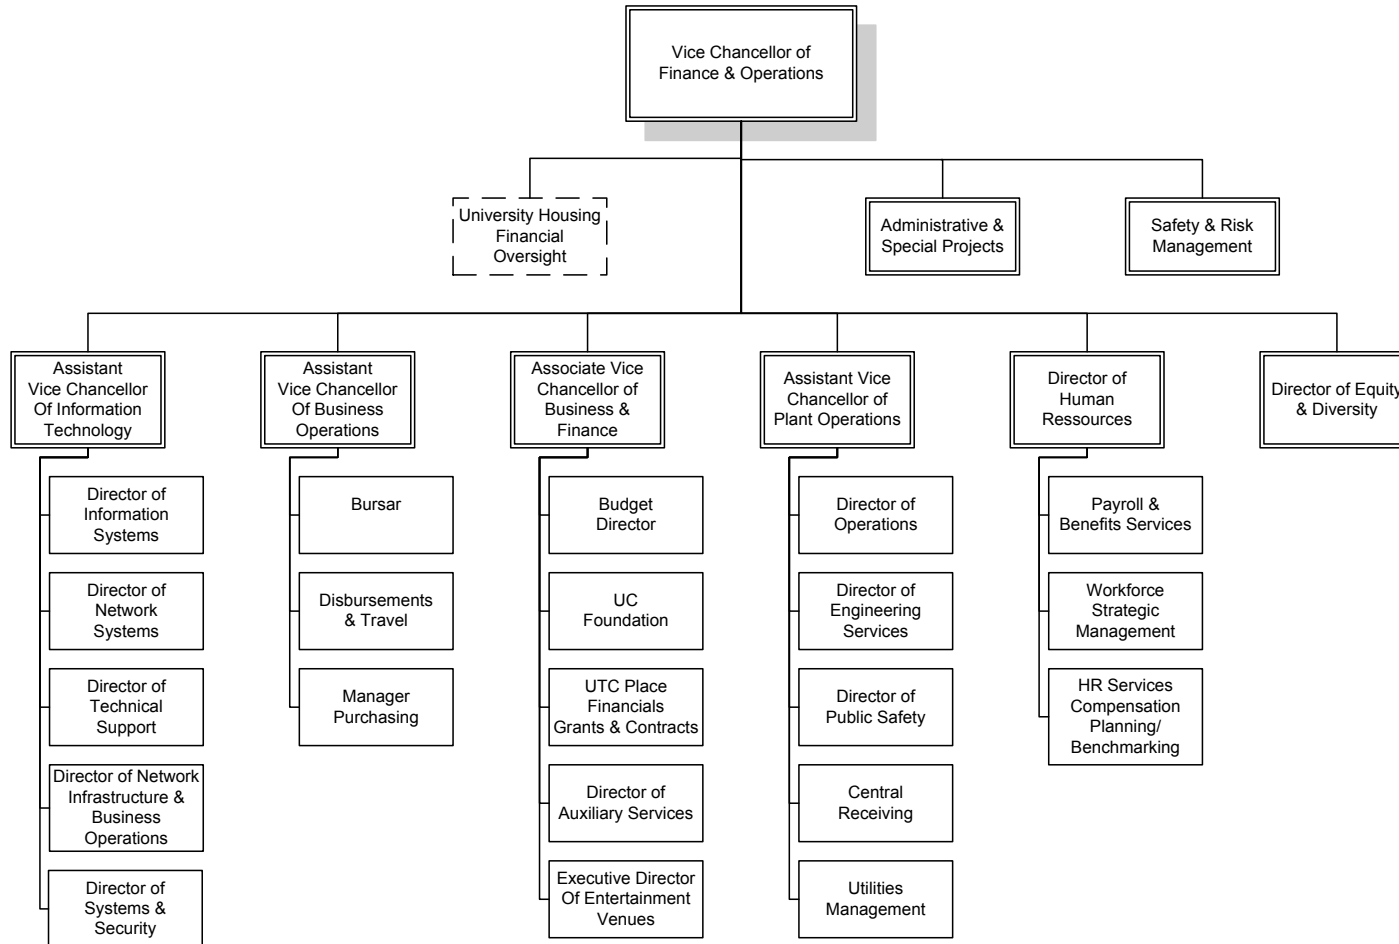 Vice Chancellor of
Finance & Operations
University Housing
Financial
Oversight
Administrative &
Special Projects
Safety & Risk
Management
Assistant
Vice Chancellor
Of Information
Technology
Assistant
Vice Chancellor
Of Business
Operations
Associate Vice
Chancellor of
Business &
Finance
Assistant Vice
Chancellor of
Plant Operations
Director of
Human
Ressources
Director of Equity
& Diversity
Director of
Information
Systems
Director of
Network
Systems
Director of
Technical
Support
Director of Network
Infrastructure &
Business
Operations
Director of
Systems &
Security
Bursar
Disbursements
& Travel
Manager
Purchasing
Budget
Director
UC
Foundation
UTC Place
Financials
Grants & Contracts
Director of
Auxiliary Services
Executive Director
Of Entertainment
Venues
Director of
Operations
Director of
Engineering
Services
Director of
Public Safety
Central
Receiving
Utilities
Management
Payroll &
Benefits Services
Workforce
Strategic
Management
HR Services
Compensation
Planning/
Benchmarking